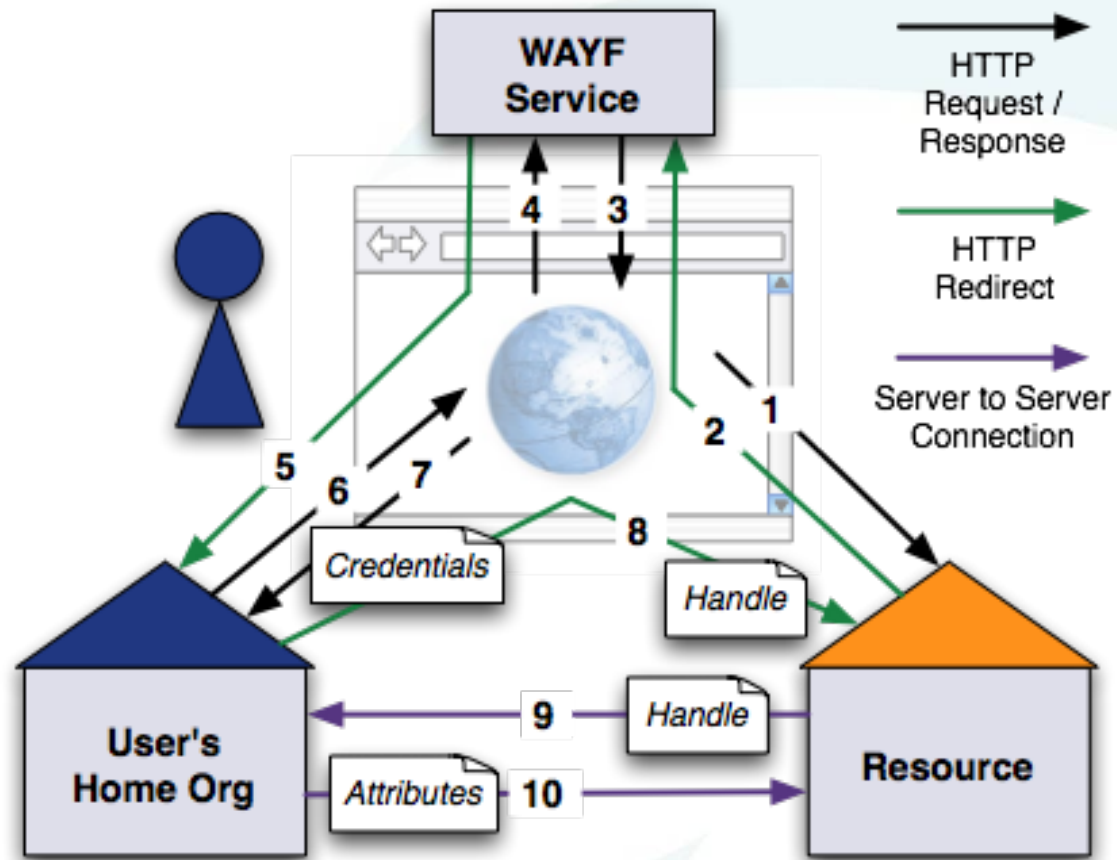 WAYF
Service
HTTP
Request /
Response
4
3
HTTP
Redirect
1
2
Server to Server
Connection
5
6
7
8
Credentials
Handle
9
Handle
User's
Home Org
Attributes
10
Resource